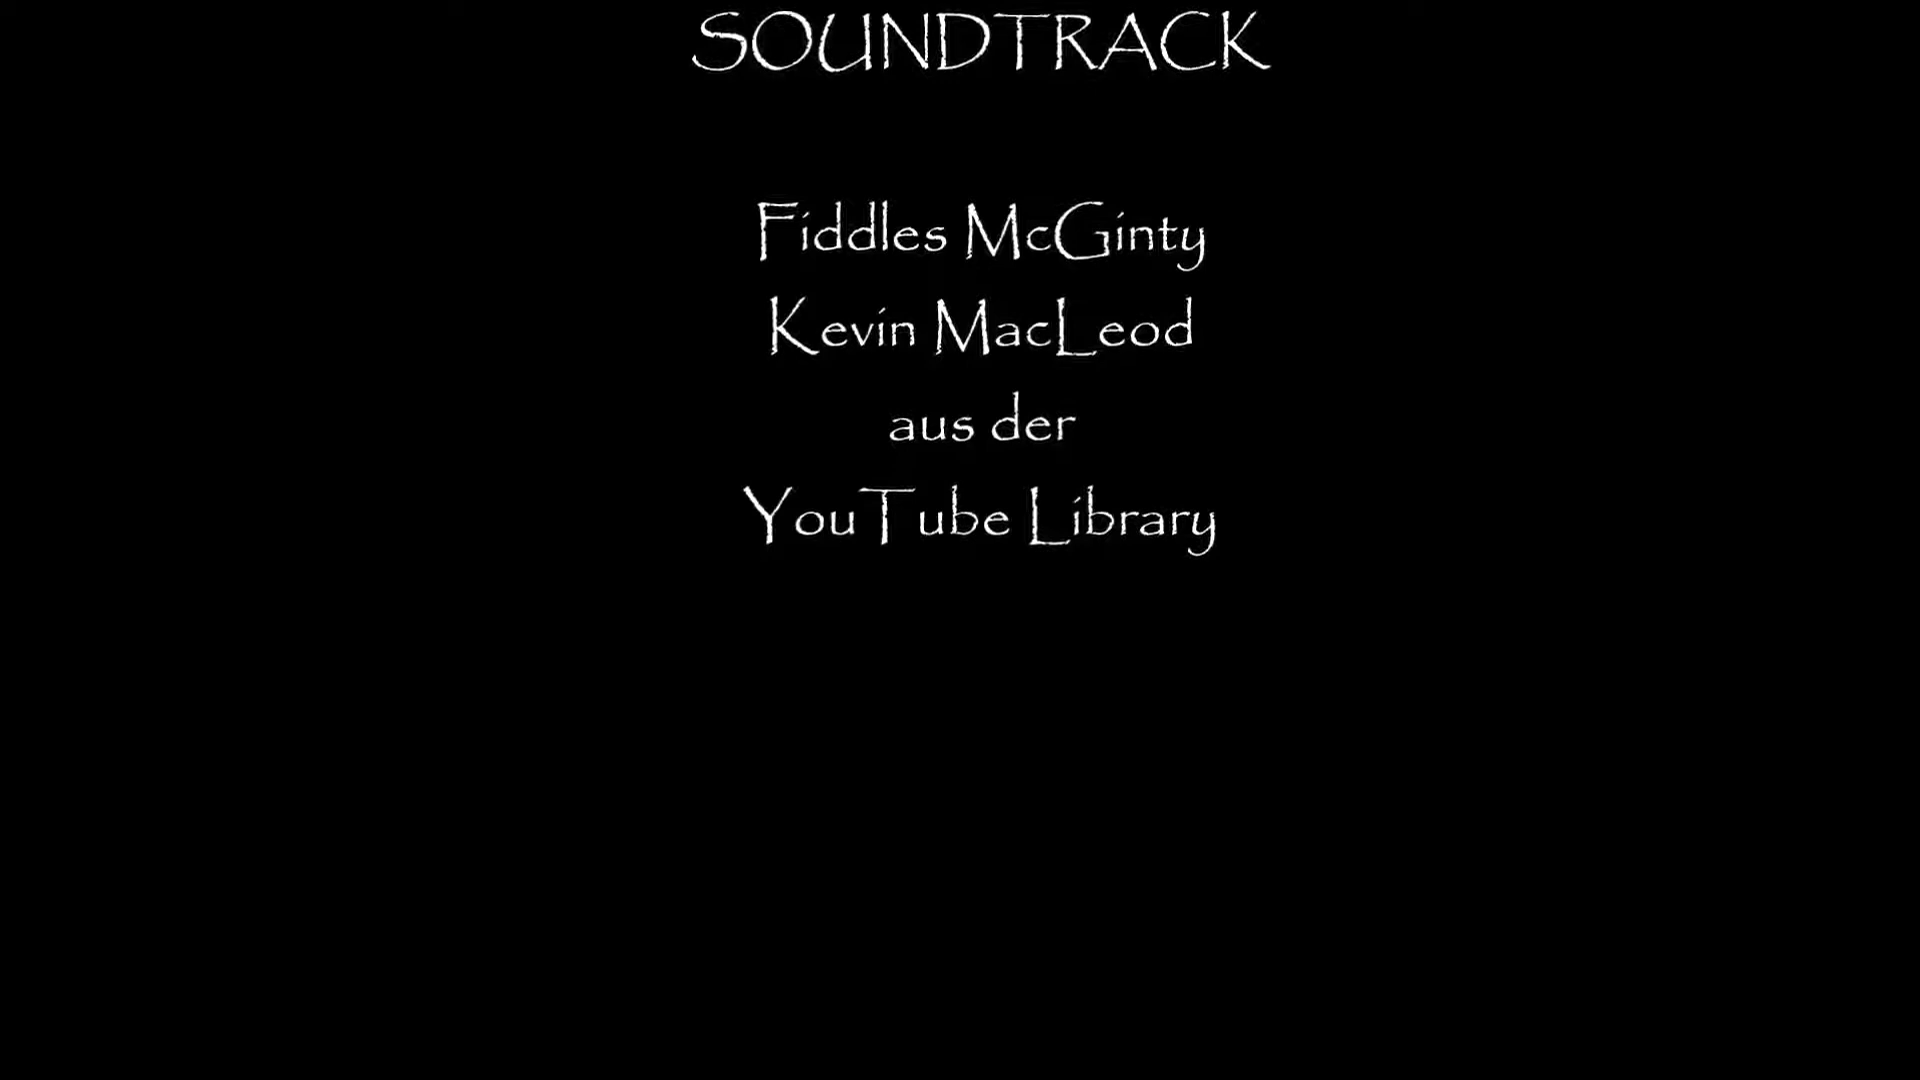 SOUNDTRACK
Fiddles McGinty
Kevin MacLeod
aus der
YouTube Library